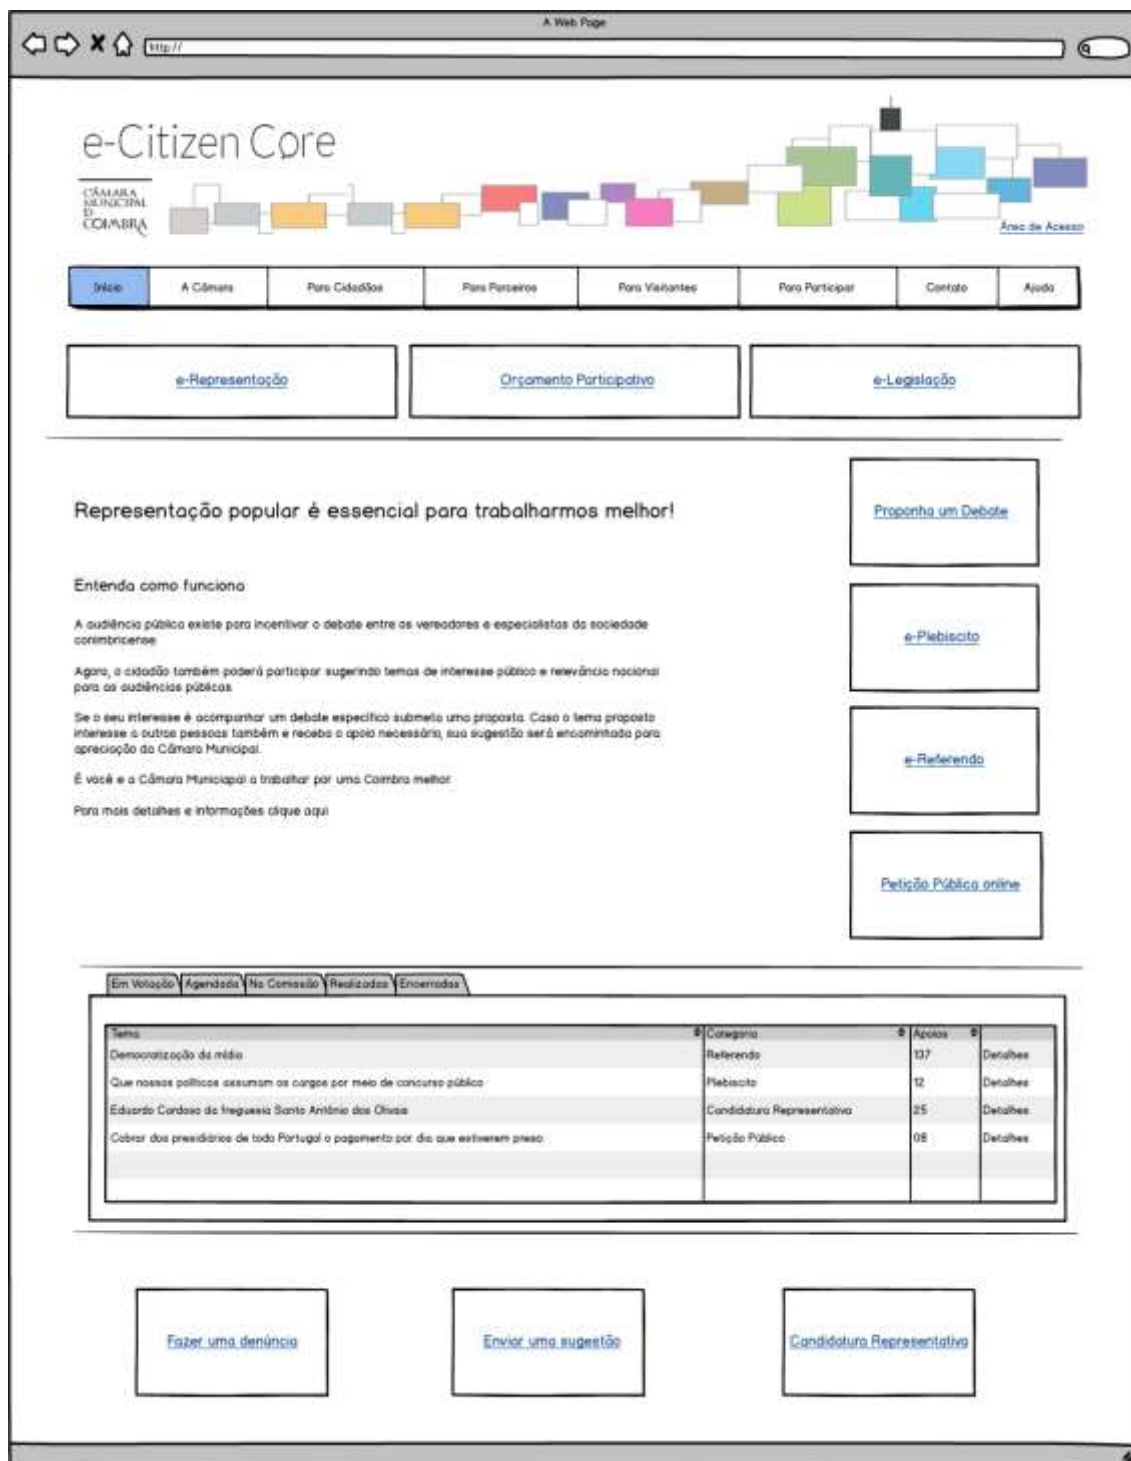 A Web Page
http://
e-Citizen Core
CÂMARA
MUNICIPAL
D
COIMBRA
Área de Acesso
Início A Câmara Para Cidadãos Para Parceiros Para Visitantes Para Participar Contato Ajuda
e-Representação Orçamento Participativo e-Legislação
Representação popular é essencial para trabalharmos melhor!
Proponha um Debate
Entenda como funciona
A audiência pública existe para incentivar o debate entre os vereadores e especialistas da sociedade
conimbricense
e-Plebiscito
Agora, o cidadão também poderá participar sugerindo temas de interesse público e relevância nacional
para as audiências públicas
Se o seu interesse é acompanhar um debate específico submeta uma proposta. Caso o tema proposto
interesse a outras pessoas também e receba o apoio necessário, sua sugestão será encaminhada para
apreciação da Câmara Municipal.
e-Referendo
É você e a Câmara Municiapal a trabalhar por uma Coimbra melhor
Para mais detalhes e informações clique aqui
Petição Pública online
Em Votação Agendada Na Comissão Realizadas Encerradas
Tema Categoria Apoios
Democratização da mídia Referendo 137 Detalhes
Que nossos políticos assumam os cargos por meio de concurso público Plebiscito 12 Detalhes
Eduardo Cardoso da freguesia Santo António dos Olivais Candidatura Representativa 25 Detalhes
Cobrar dos presidiários de todo Portugal o pagamento por dia que estiverem preso Petição Público 08 Detalhes
Fazer uma denúncia Enviar uma sugestão Candidatura Representativa